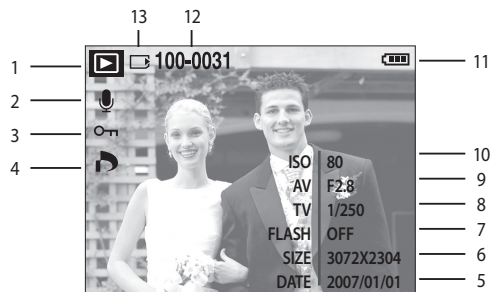 13 12
100-0031
1
11
2
3
4
ISO 80 10
AV F2.8 9
TV 1/250 8
FLASH OFF 7
SIZE 3072X2304 6
DATE 2007/01/01 5